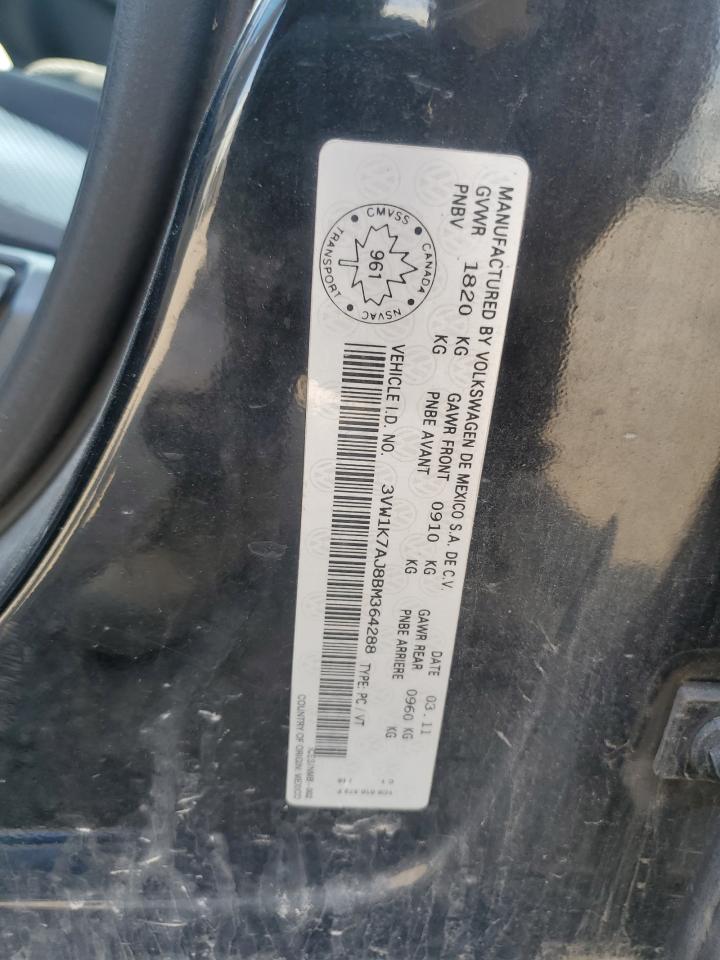 MANUFACTURED BY VOLKSWAGEN DE MEXICO S.A. DE C.V.
GVWR 1820 KG GAWR FRONT 0910 KG GAWR REAR 0960 KG DATE 03.11
PNBV KG PNBE AVANT KG PNBE ARRIERE KG
CMVSS CANADA NSVAC TRANSPORT
961
VEHICLE I.D. NO. 3VW1K7AJ8BM364288 TYPE: PC / VT
COUNTRY OF ORIGIN: MEXICO